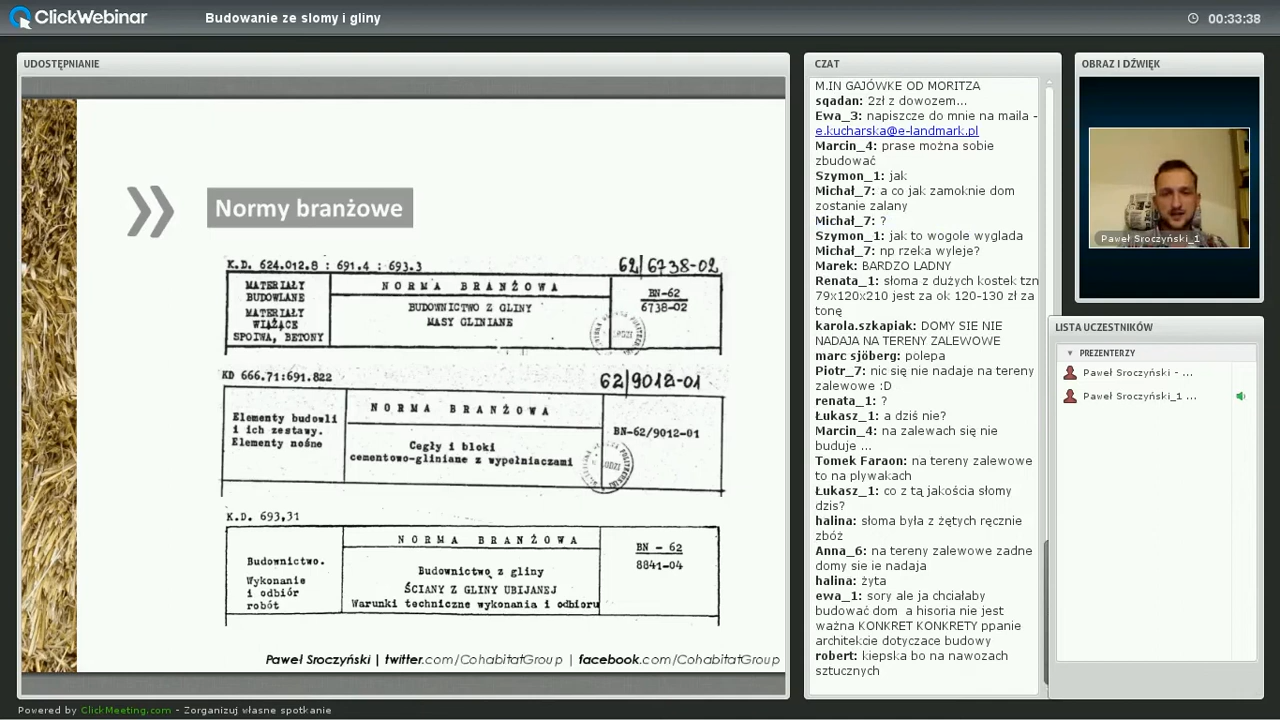 ClickWebinar
Budowanie ze slomy i gliny
00:33:38
UDOSTĘPNIANIE
Normy branżowe
K.D. 624.012.8 : 691.4 : 693.3
62/6738-02
MATERIAŁY
BUDOWLANE
MATERIAŁY
WIĄŻĄCE
SPOIWA, BETONY
NORMA BRANŻOWA
BUDOWNICTWO Z GLINY
MASY GLINIANE
BN-62
6738-02
KD 666.71:691.822
62/9012-01
Elementy budowli
i ich zestawy.
Elementy nośne
NORMA BRANŻOWA
Cegły i bloki
cementowo-gliniane z wypełniaczami
BN-62/9012-01
K.D. 693,31
Budownictwo.
Wykonanie
i odbiór
robót
NORMA BRANŻOWA
Budownictwo z gliny
ŚCIANY Z GLINY UBIJANEJ
Warunki techniczne wykonania i odbioru
BN - 62
8841-04
Paweł Sroczyński | twitter.com/CohabitatGroup | facebook.com/CohabitatGroup
CZAT
M.IN GAJÓWKE OD MORITZA
sqadan: 2zł z dowozem...
Ewa_3: napiszcze do mnie na maila -
e.kucharska@e-landmark.pl
Marcin_4: prase można sobie
zbudować
Szymon_1: jak
Michał_7: a co jak zamoknie dom
zostanie zalany
Michał_7: ?
Szymon_1: jak to wogole wyglada
Michał_7: np rzeka wyleje?
Marek: BARDZO LADNY
Renata_1: słoma z dużych kostek tzn
79x120x210 jest za ok 120-130 zł za
tonę
karola.szkapiak: DOMY SIE NIE
NADAJA NA TERENY ZALEWOWE
marc sjöberg: polepa
Piotr_7: nic się nie nadaje na tereny
zalewowe :D
renata_1: ?
Łukasz_1: a dziś nie?
Marcin_4: na zalewach się nie
buduje ...
Tomek Faraon: na tereny zalewowe
to na plywakach
Łukasz_1: co z tą jakościa słomy
dzis?
halina: słoma była z żętych ręcznie
zbóż
Anna_6: na tereny zalewowe zadne
domy sie ie nadaja
halina: żyta
ewa_1: sory ale ja chciałaby
budować dom a hisoria nie jest
ważna KONKRET KONKRETY ppanie
architekcie dotyczace budowy
robert: kiepska bo na nawozach
sztucznych
OBRAZ I DŹWIĘK
Paweł Sroczyński_1
LISTA UCZESTNIKÓW
PREZENTERZY
Paweł Sroczyński - ...
Paweł Sroczyński_1 ...
Powered by ClickMeeting.com - Zorganizuj własne spotkanie